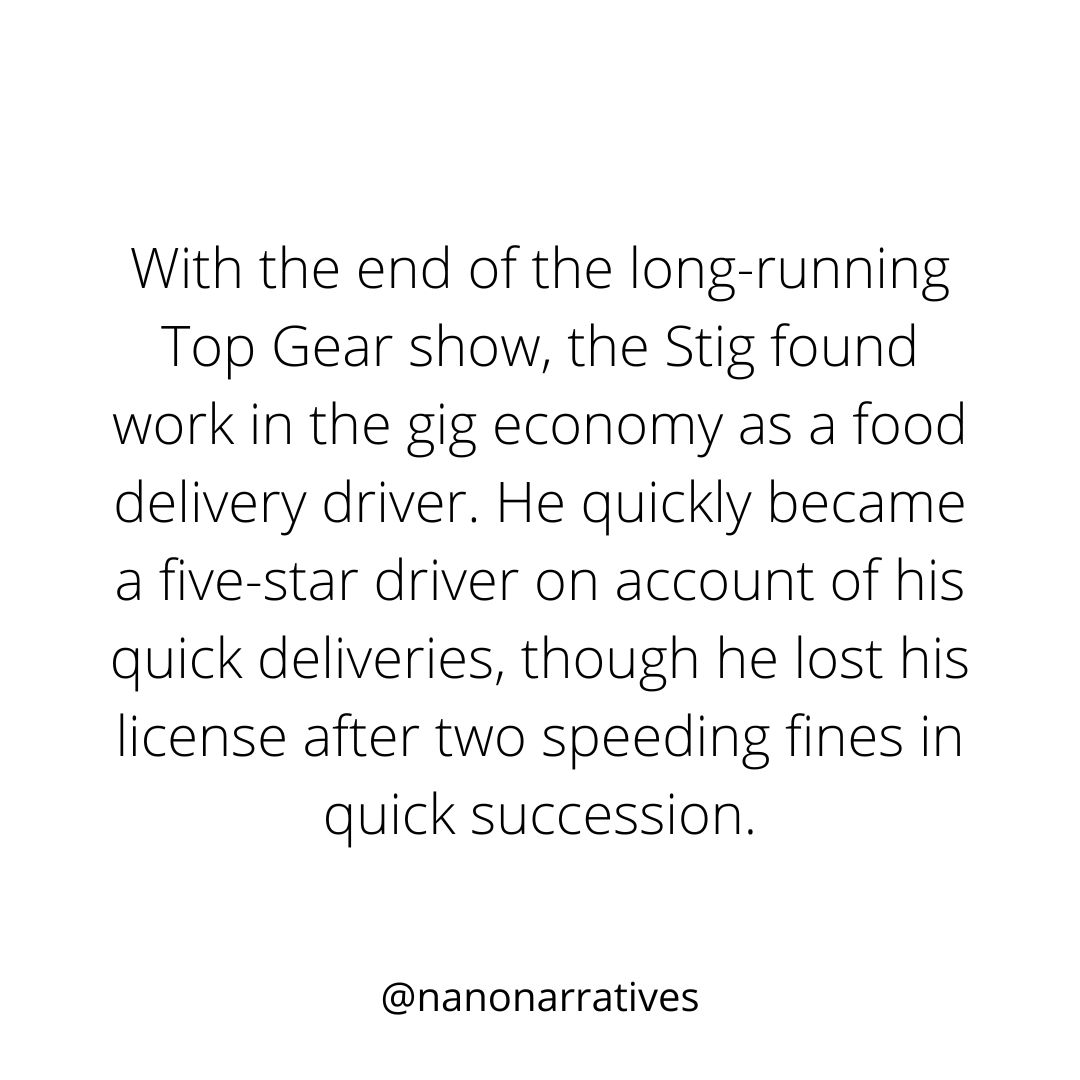 With the end of the long-running
Top Gear show, the Stig found
work in the gig economy as a food
delivery driver. He quickly became
a five-star driver on account of his
quick deliveries, though he lost his
license after two speeding fines in
quick succession.
@nanonarratives